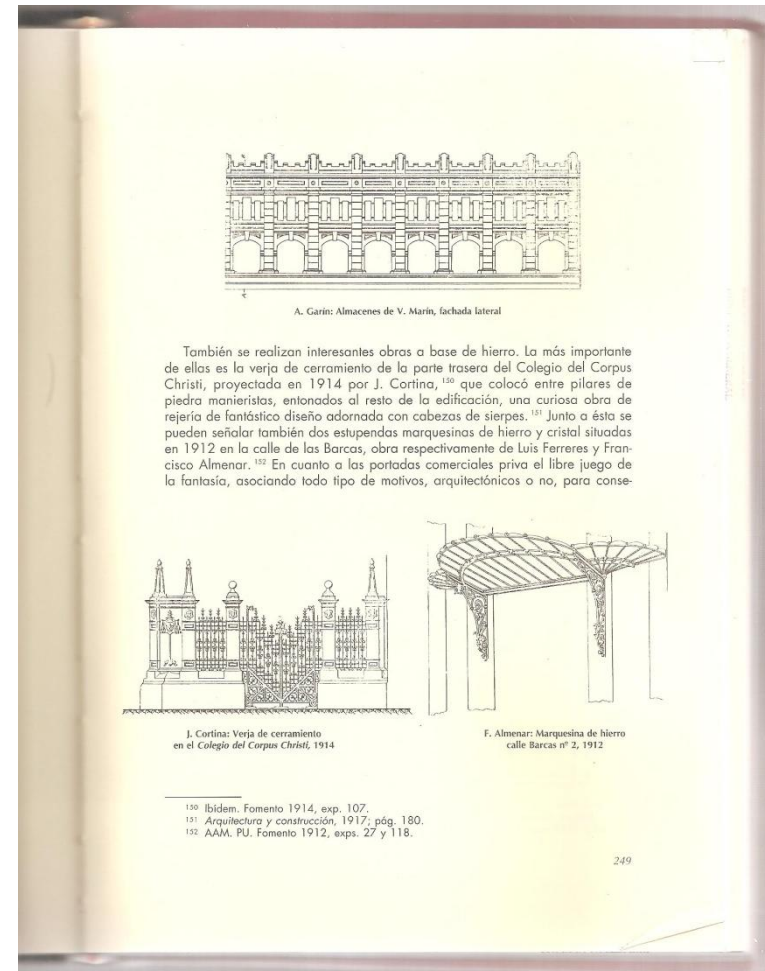 A. Garín: Almacenes de V. Marín, fachada lateral
También se realizan interesantes obras a base de hierro. La más importante
de ellas es la verja de cerramiento de la parte trasera del Colegio del Corpus
Christi, proyectada en 1914 por J. Cortina, 150 que colocó entre pilares de
piedra manieristas, entonados al resto de la edificación, una curiosa obra de
rejería de fantástico diseño adornada con cabezas de sierpes. 151 Junto a ésta se
pueden señalar también dos estupendas marquesinas de hierro y cristal situadas
en 1912 en la calle de las Barcas, obra respectivamente de Luis Ferreres y Fran-
cisco Almenar. 152 En cuanto a las portadas comerciales priva el libre juego de
la fantasía, asociando todo tipo de motivos, arquitectónicos o no, para conse-
J. Cortina: Verja de cerramiento
en el Colegio del Corpus Christi, 1914
F. Almenar: Marquesina de hierro
calle Barcas nº 2, 1912
150 Ibídem. Fomento 1914, exp. 107.
151 Arquitectura y construcción, 1917; pág. 180.
152 AAM. PU. Fomento 1912, exps. 27 y 118.
249